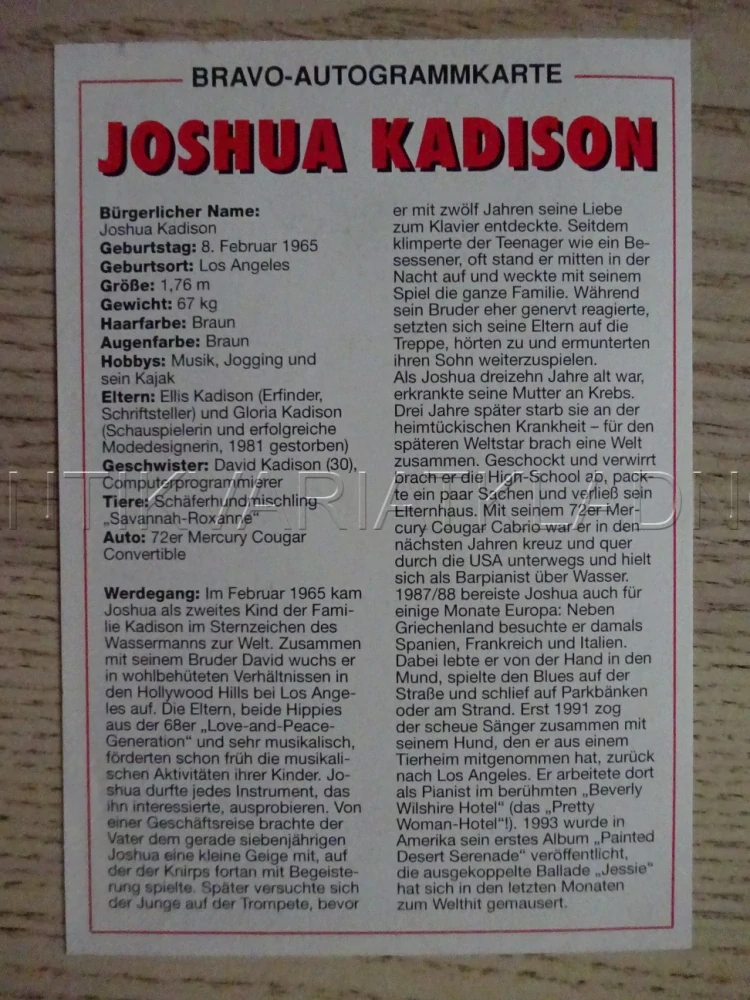 BRAVO-AUTOGRAMMKARTE
JOSHUA KADISON
Bürgerlicher Name:
Joshua Kadison
Geburtstag: 8. Februar 1965
Geburtsort: Los Angeles
Größe: 1,76 m
Gewicht: 67 kg
Haarfarbe: Braun
Augenfarbe: Braun
Hobbys: Musik, Jogging und
sein Kajak
Eltern: Ellis Kadison (Erfinder,
Schriftsteller) und Gloria Kadison
(Schauspielerin und erfolgreiche
Modedesignerin, 1981 gestorben)
Geschwister: David Kadison (30),
Computerprogrammierer
Tiere: Schäferhundmischling
„Savannah-Roxanne“
Auto: 72er Mercury Cougar
Convertible
Werdegang: Im Februar 1965 kam
Joshua als zweites Kind der Fami-
lie Kadison im Sternzeichen des
Wassermanns zur Welt. Zusammen
mit seinem Bruder David wuchs er
in wohlbehüteten Verhältnissen in
den Hollywood Hills bei Los Ange-
les auf. Die Eltern, beide Hippies
aus der 68er „Love-and-Peace-
Generation“ und sehr musikalisch,
förderten schon früh die musikali-
schen Aktivitäten ihrer Kinder. Jo-
shua durfte jedes Instrument, das
ihn interessierte, ausprobieren. Von
einer Geschäftsreise brachte der
Vater dem gerade siebenjährigen
Joshua eine kleine Geige mit, auf
der der Knirps fortan mit Begeiste-
rung spielte. Später versuchte sich
der Junge auf der Trompete, bevor
er mit zwölf Jahren seine Liebe
zum Klavier entdeckte. Seitdem
klimperte der Teenager wie ein Be-
sessener, oft stand er mitten in der
Nacht auf und weckte mit seinem
Spiel die ganze Familie. Während
sein Bruder eher genervt reagierte,
setzten sich seine Eltern auf die
Treppe, hörten zu und ermunterten
ihren Sohn weiterzuspielen.
Als Joshua dreizehn Jahre alt war,
erkrankte seine Mutter an Krebs.
Drei Jahre später starb sie an der
heimtückischen Krankheit – für den
späteren Weltstar brach eine Welt
zusammen. Geschockt und verwirrt
brach er die High-School ab, pack-
te ein paar Sachen und verließ sein
Elternhaus. Mit seinem 72er Mer-
cury Cougar Cabrio war er in den
nächsten Jahren kreuz und quer
durch die USA unterwegs und hielt
sich als Barpianist über Wasser.
1987/88 bereiste Joshua auch für
einige Monate Europa: Neben
Griechenland besuchte er damals
Spanien, Frankreich und Italien.
Dabei lebte er von der Hand in den
Mund, spielte den Blues auf der
Straße und schlief auf Parkbänken
oder am Strand. Erst 1991 zog
der scheue Sänger zusammen mit
seinem Hund, den er aus einem
Tierheim mitgenommen hat, zurück
nach Los Angeles. Er arbeitete dort
als Pianist im berühmten „Beverly
Wilshire Hotel“ (das „Pretty
Woman-Hotel“!). 1993 wurde in
Amerika sein erstes Album „Painted
Desert Serenade“ veröffentlicht,
die ausgekoppelte Ballade „Jessie“
hat sich in den letzten Monaten
zum Welthit gemausert.